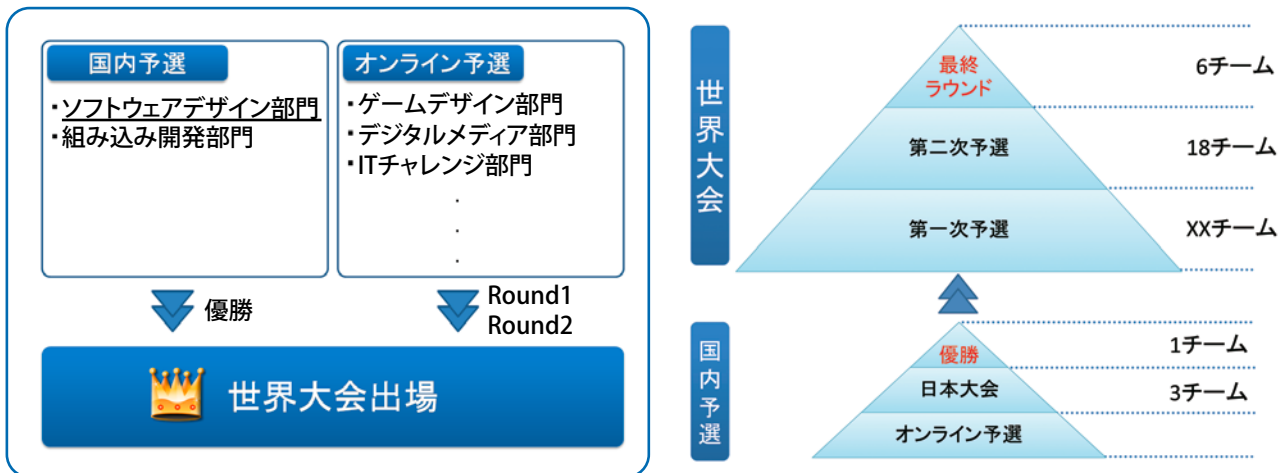 国内予選
・ソフトウェアデザイン部門
・組み込み開発部門
オンライン予選
・ゲームデザイン部門
・デジタルメディア部門
・ITチャレンジ部門
.
.
.
優勝
Round1
Round2
世界大会出場
世界大会
最終
ラウンド
6チーム
第二次予選
18チーム
第一次予選
XXチーム
国内予選
優勝
1チーム
日本大会
3チーム
オンライン予選